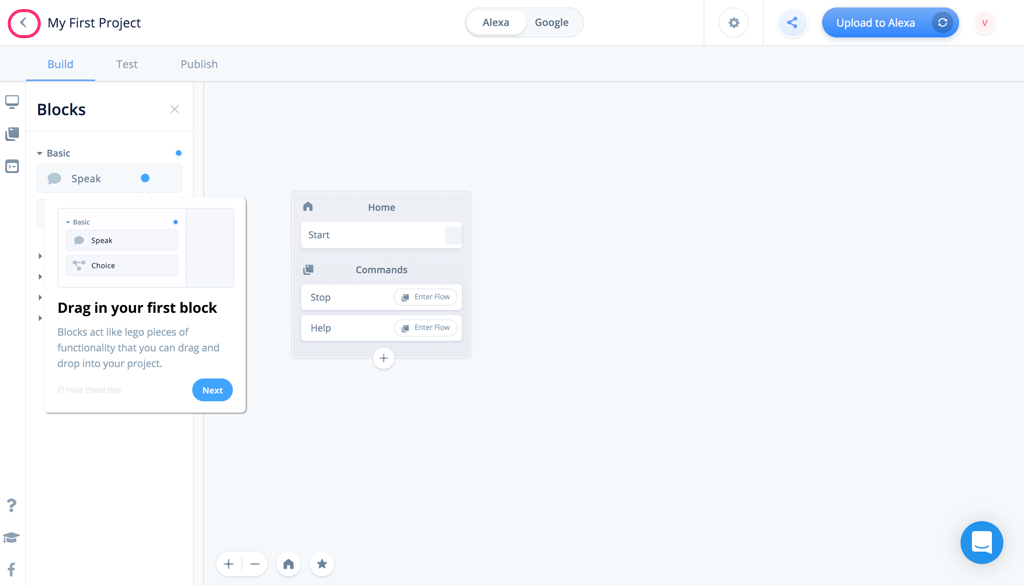 My First Project
Alexa
Google
Upload to Alexa
V
Build
Test
Publish
Blocks
Basic
Speak
Basic
Speak
Choice
Drag in your first block
Blocks act like lego pieces of
functionality that you can drag and
drop into your project.
Hide these tips
Next
Home
Start
Commands
Stop
Enter Flow
Help
Enter Flow
+
+ −
?
f